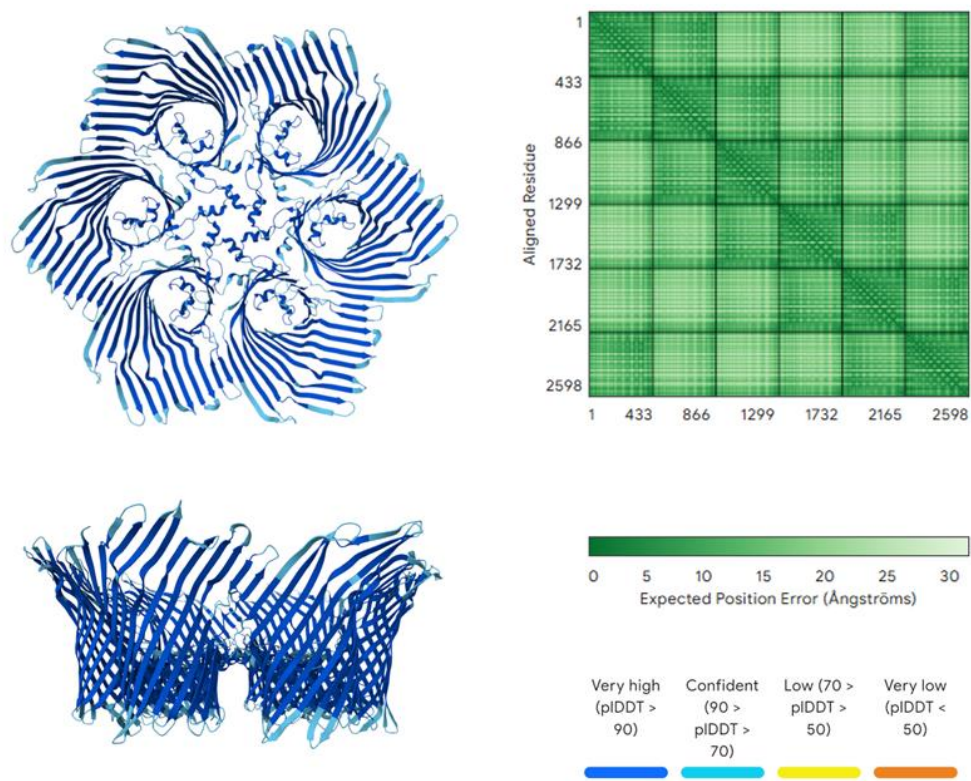 1
433
866
1299
1732
2165
2598
Aligned Residue
1 433 866 1299 1732 2165 2598
0 5 10 15 20 25 30
Expected Position Error (Ångströms)
Very high
(plDDT >
90)
Confident
(90 >
plDDT >
70)
Low (70 >
plDDT >
50)
Very low
(plDDT <
50)